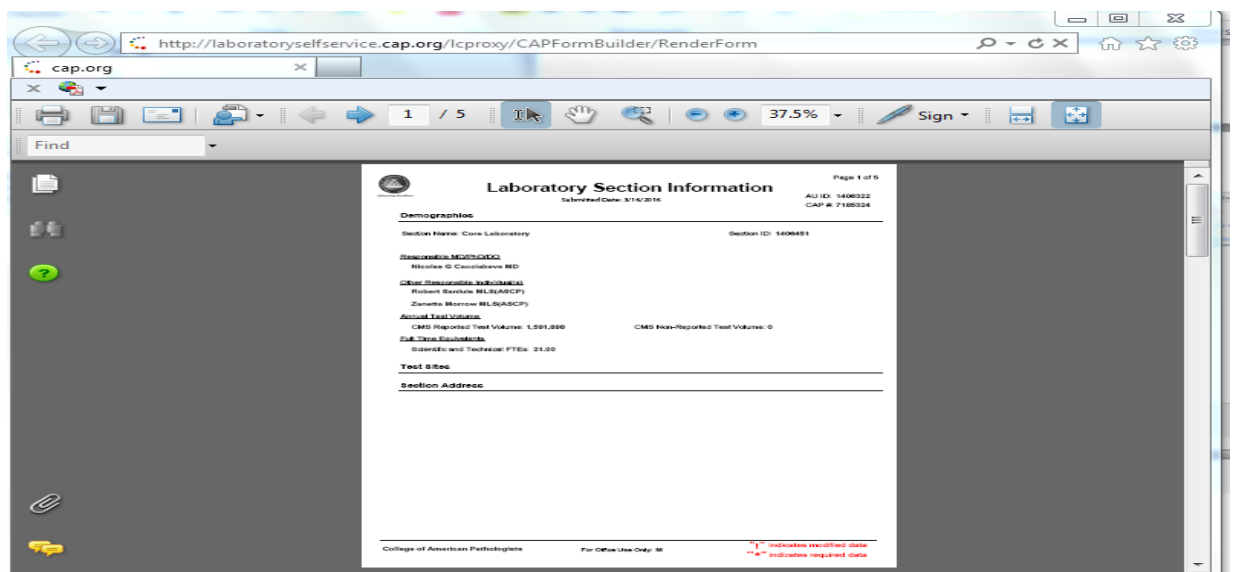 http://laboratoryselfservice.cap.org/lcproxy/CAPFormBuilder/RenderForm
cap.org
1 / 5 37.5% Sign
Find
Page 1 of 5
Laboratory Section Information
Submitted Date: 3/16/2016
AU ID: 1406322
CAP #: 7185324
Demographics
Section Name: Core Laboratory Section ID: 1406451
Responsible MD/PhD/DO:
MD
Other Responsible Individual(s)
Robert MLS(ASCP)
Zanetta Morrow MLS(ASCP)
Annual Test Volume
CMS Reported Test Volume: 1,591,800 CMS Non-Reported Test Volume: 0
Full Time Equivalents
Scientific and Technical FTEs: 21.00
Test Sites
Section Address
College of American Pathologists For Office Use Only: M
"|" indicates modified data
"*" indicates required data